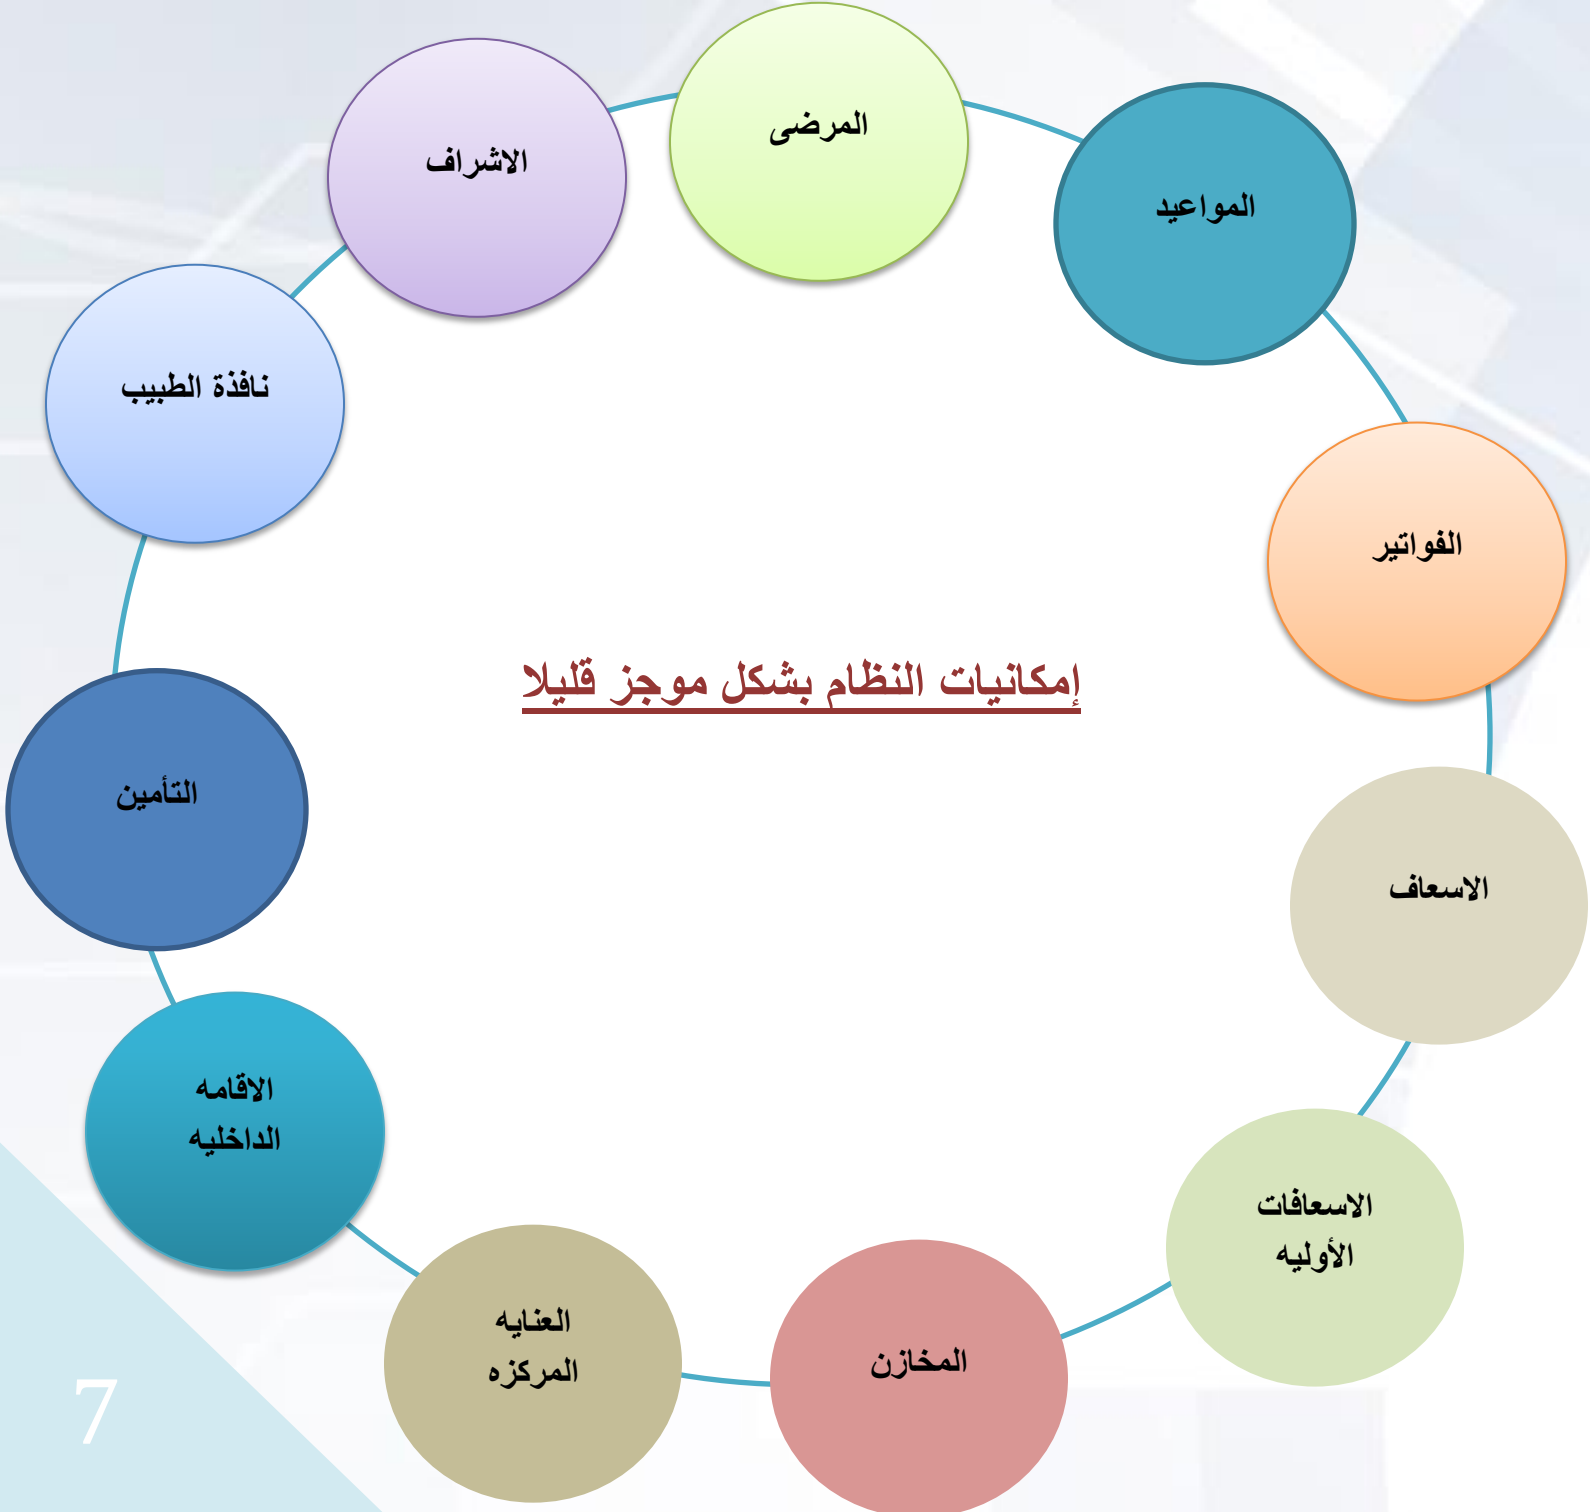 المرضى
المواعيد
الفواتير
الاسعاف
الاسعافات
الأوليه
المخازن
العنايه
المركزه
الاقامه
الداخليه
التأمين
نافذة الطبيب
الاشراف
إمكانيات النظام بشكل موجز قليلا
7